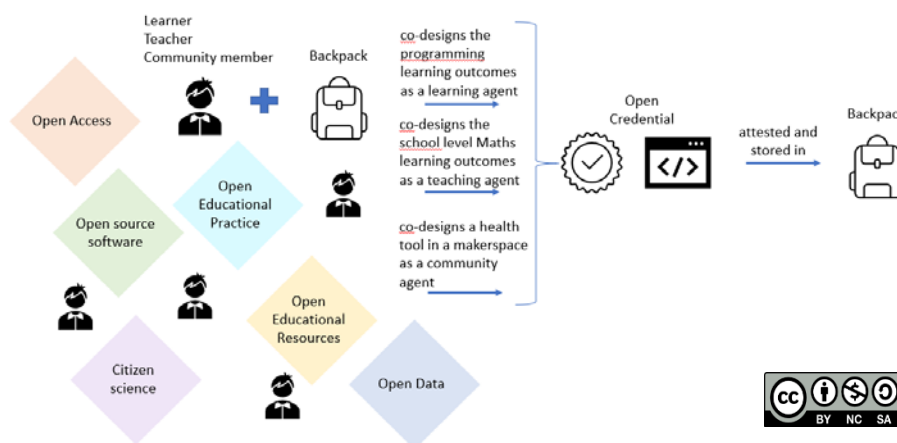 Learner
Teacher
Community member
Backpack
Open Access
Open
Educational
Practice
Open source
software
Open
Educational
Resources
Citizen
science
Open Data
co-designs the
programming
learning outcomes
as a learning agent
co-designs the
school level Maths
learning outcomes
as a teaching agent
co-designs a health
tool in a makerspace
as a community
agent
Open
Credential
</>
attested and
stored in
Backpack
cc
BY NC SA